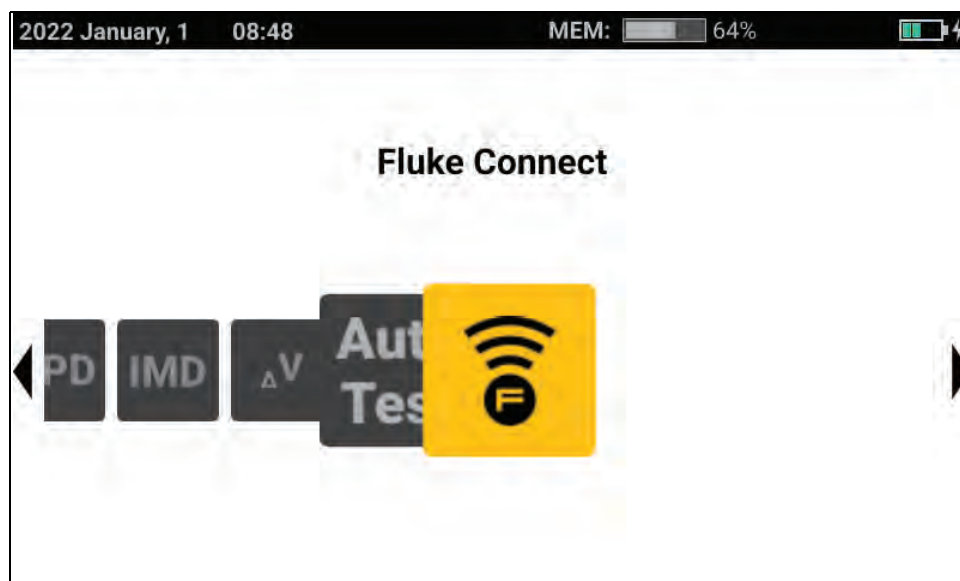 2022 January, 1 08:48 MEM: 64%
Fluke Connect
PD IMD ΔV Aut
Tes
F